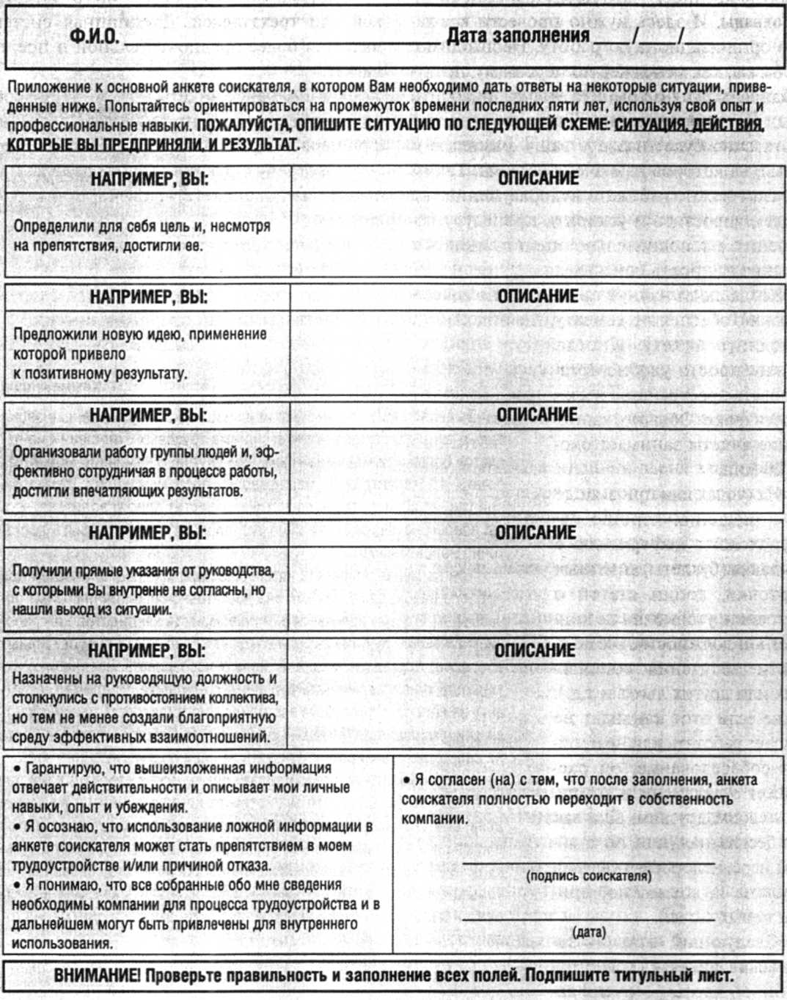 Ф.И.О. Дата заполнения / /
Приложение к основной анкете соискателя, в котором Вам необходимо дать ответы на некоторые ситуации, приве-
денные ниже. Попытайтесь ориентироваться на промежуток времени последних пяти лет, используя свой опыт и
профессиональные навыки. ПОЖАЛУЙСТА, ОПИШИТЕ СИТУАЦИЮ ПО СЛЕДУЮЩЕЙ СХЕМЕ: СИТУАЦИЯ, ДЕЙСТВИЯ,
КОТОРЫЕ ВЫ ПРЕДПРИНЯЛИ, И РЕЗУЛЬТАТ.
НАПРИМЕР, ВЫ: ОПИСАНИЕ
Определили для себя цель и, несмотря
на препятствия, достигли ее.
НАПРИМЕР, ВЫ: ОПИСАНИЕ
Предложили новую идею, применение
которой привело
к позитивному результату.
НАПРИМЕР, ВЫ: ОПИСАНИЕ
Организовали работу группы людей и, эф-
фективно сотрудничая в процессе работы,
достигли впечатляющих результатов.
НАПРИМЕР, ВЫ: ОПИСАНИЕ
Получили прямые указания от руководства,
с которыми Вы внутренне не согласны, но
нашли выход из ситуации.
НАПРИМЕР, ВЫ: ОПИСАНИЕ
Назначены на руководящую должность и
столкнулись с противостоянием коллектива,
но тем не менее создали благоприятную
среду эффективных взаимоотношений.
• Гарантирую, что вышеизложенная информация
отвечает действительности и описывает мои личные
навыки, опыт и убеждения.
• Я осознаю, что использование ложной информации в
анкете соискателя может стать препятствием в моем
трудоустройстве и/или причиной отказа.
• Я понимаю, что все собранные обо мне сведения
необходимы компании для процесса трудоустройства и в
дальнейшем могут быть привлечены для внутреннего
использования.
• Я согласен (на) с тем, что после заполнения, анкета
соискателя полностью переходит в собственность
компании.
(подпись соискателя)
(дата)
ВНИМАНИЕ! Проверьте правильность и заполнение всех полей. Подпишите титульный лист.